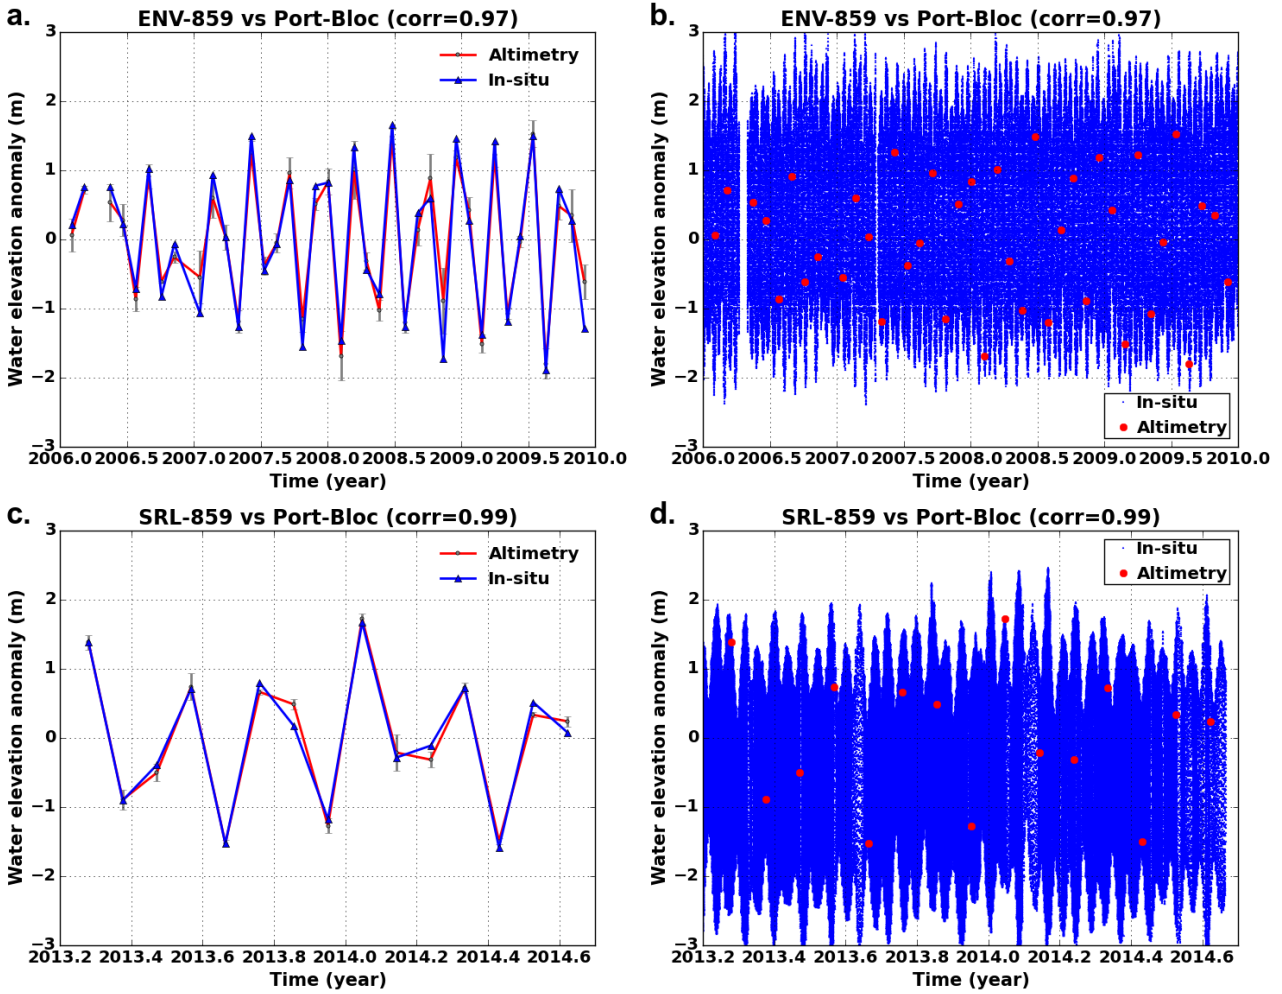 a.
ENV-859 vs Port-Bloc (corr=0.97)
Water elevation anomaly (m)
3
2
1
0
−1
−2
−3
Altimetry
In-situ
2006.0 2006.5 2007.0 2007.5 2008.0 2008.5 2009.0 2009.5 2010.0
Time (year)
b.
ENV-859 vs Port-Bloc (corr=0.97)
Water elevation anomaly (m)
3
2
1
0
−1
−2
−3
In-situ
Altimetry
2006.0 2006.5 2007.0 2007.5 2008.0 2008.5 2009.0 2009.5 2010.0
Time (year)
c.
SRL-859 vs Port-Bloc (corr=0.99)
Water elevation anomaly (m)
3
2
1
0
−1
−2
−3
Altimetry
In-situ
2013.2 2013.4 2013.6 2013.8 2014.0 2014.2 2014.4 2014.6
Time (year)
d.
SRL-859 vs Port-Bloc (corr=0.99)
Water elevation anomaly (m)
3
2
1
0
−1
−2
−3
In-situ
Altimetry
2013.2 2013.4 2013.6 2013.8 2014.0 2014.2 2014.4 2014.6
Time (year)